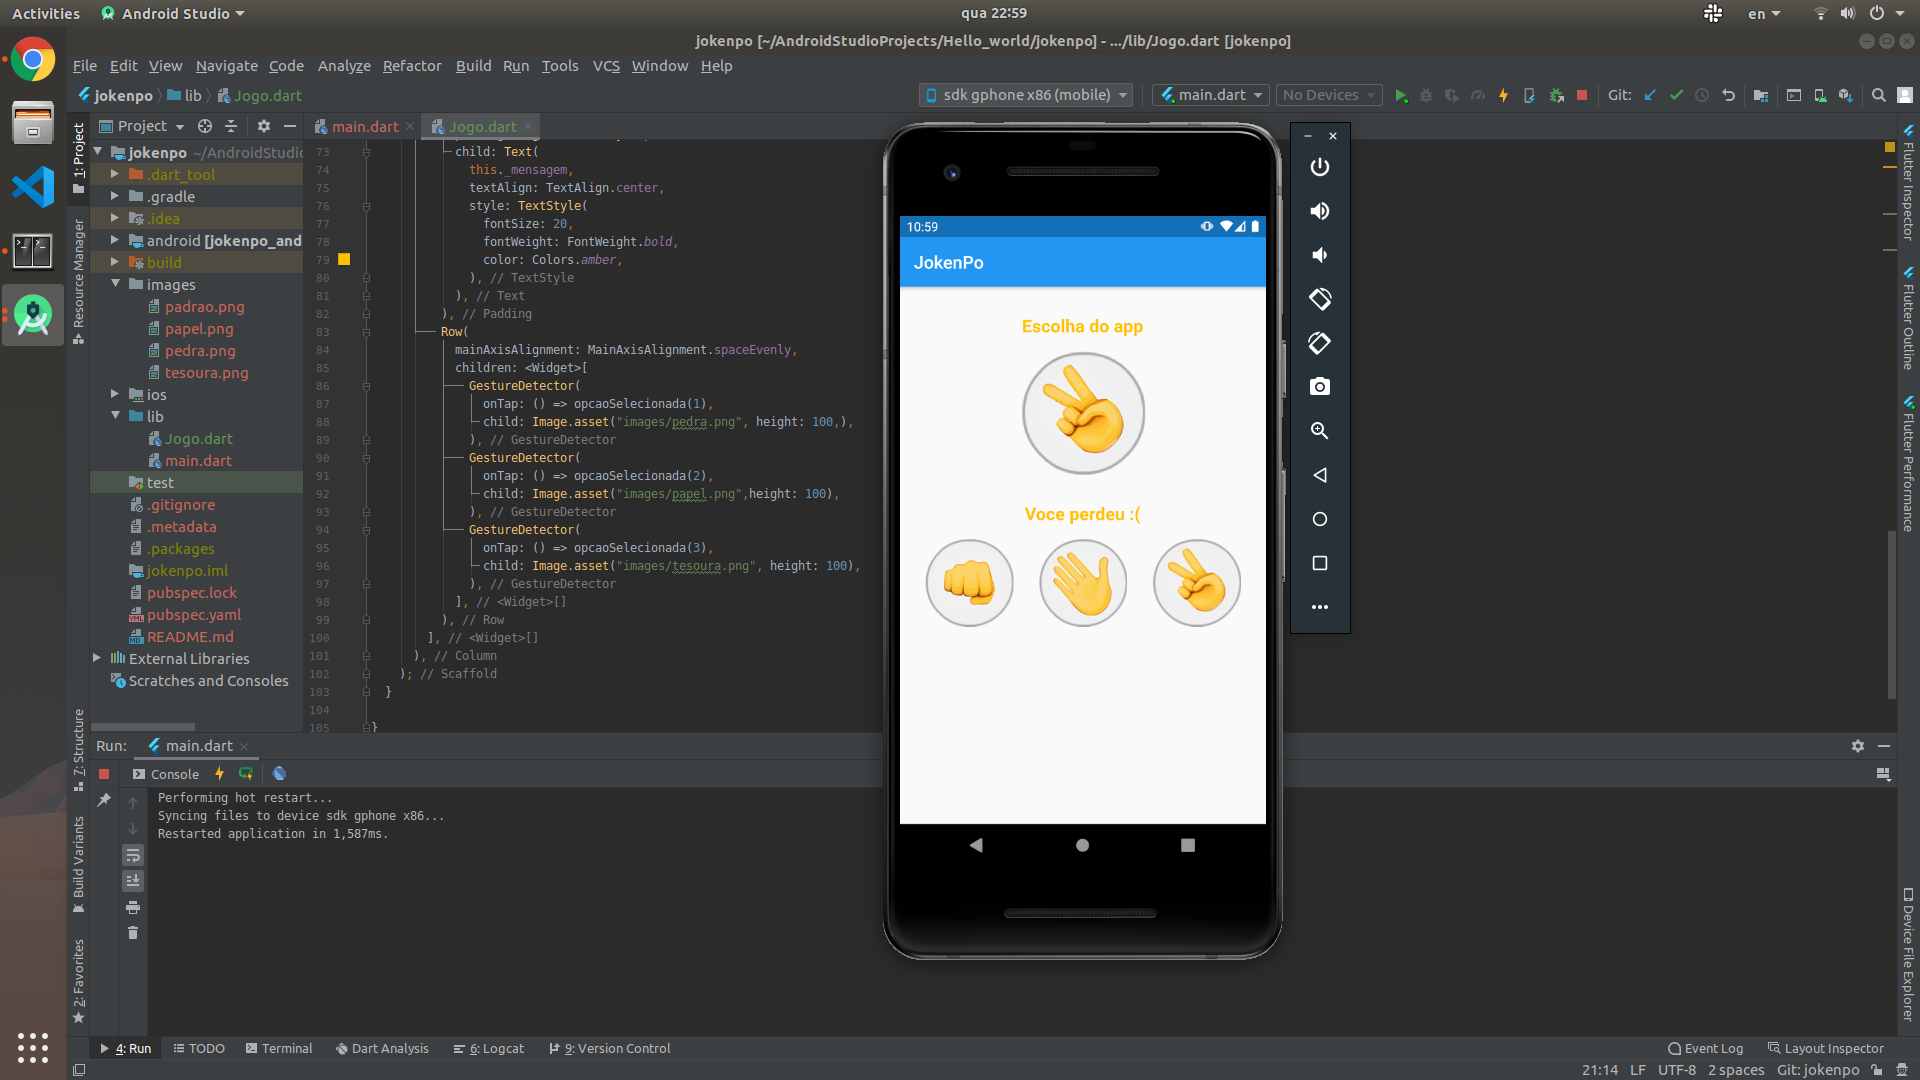 Activities
Android Studio
qua 22:59
en
jokenpo [~/AndroidStudioProjects/Hello_world/jokenpo] - .../lib/Jogo.dart [jokenpo]
File Edit View Navigate Code Analyze Refactor Build Run Tools VCS Window Help
jokenpo lib Jogo.dart
sdk gphone x86 (mobile)
main.dart
No Devices
Git:
1: Project
Resource Manager
7: Structure
Build Variants
2: Favorites
Project
jokenpo ~/AndroidStudio
.dart_tool
.gradle
.idea
android [jokenpo_and
build
images
padrao.png
papel.png
pedra.png
tesoura.png
ios
lib
Jogo.dart
main.dart
test
.gitignore
.metadata
.packages
jokenpo.iml
pubspec.lock
pubspec.yaml
README.md
External Libraries
Scratches and Consoles
main.dart
Jogo.dart
73 child: Text(
74 this._mensagem,
75 textAlign: TextAlign.center,
76 style: TextStyle(
77 fontSize: 20,
78 fontWeight: FontWeight.bold,
79 color: Colors.amber,
80 ), // TextStyle
81 ), // Text
82 ), // Padding
83 Row(
84 mainAxisAlignment: MainAxisAlignment.spaceEvenly,
85 children: <Widget>[
86 GestureDetector(
87 onTap: () => opcaoSelecionada(1),
88 child: Image.asset("images/pedra.png", height: 100,),
89 ), // GestureDetector
90 GestureDetector(
91 onTap: () => opcaoSelecionada(2),
92 child: Image.asset("images/papel.png",height: 100),
93 ), // GestureDetector
94 GestureDetector(
95 onTap: () => opcaoSelecionada(3),
96 child: Image.asset("images/tesoura.png", height: 100),
97 ), // GestureDetector
98 ], // <Widget>[]
99 ), // Row
100 ], // <Widget>[]
101 ), // Column
102 ); // Scaffold
103 }
104
105 }
10:59
JokenPo
Escolha do app
Voce perdeu :(
Flutter Inspector
Flutter Outline
Flutter Performance
Device File Explorer
Run: main.dart
Console
Performing hot restart...
Syncing files to device sdk gphone x86...
Restarted application in 1,587ms.
4: Run TODO Terminal Dart Analysis 6: Logcat 9: Version Control
Event Log Layout Inspector
21:14 LF UTF-8 2 spaces Git: jokenpo